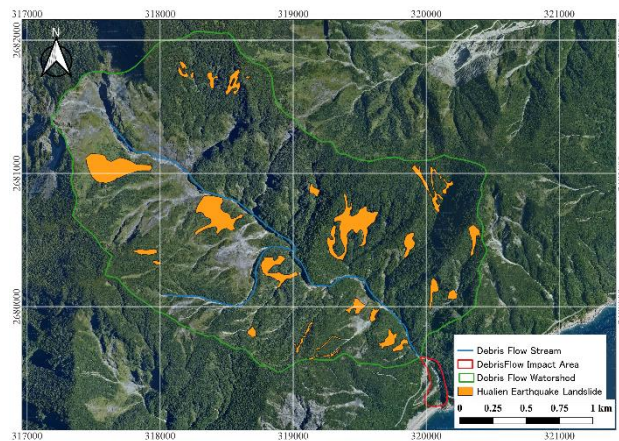 317000 318000 319000 320000 321000
2682000
N
2681000
2680000
Debris Flow Stream
DebrisFlow Impact Area
Debris Flow Watershed
Hualien Earthquake Landslide
0 0.25 0.5 0.75 1 km
317000 318000 319000 320000 321000